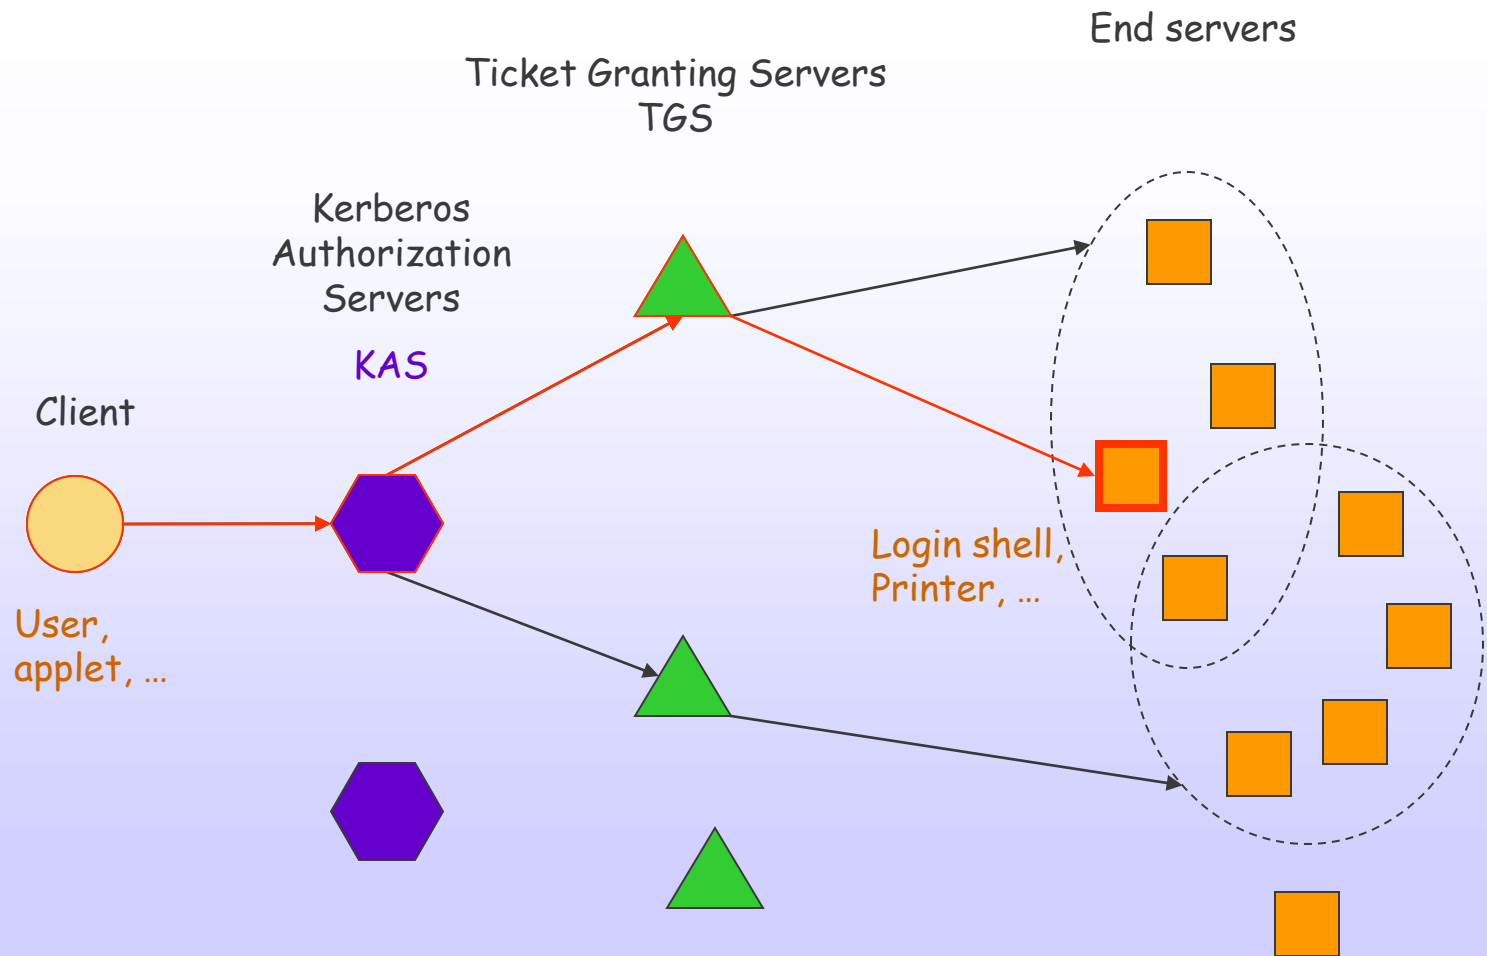 End servers
Ticket Granting Servers
TGS
Kerberos
Authorization
Servers
KAS
Client
Login shell,
Printer, ...
User,
applet, ...